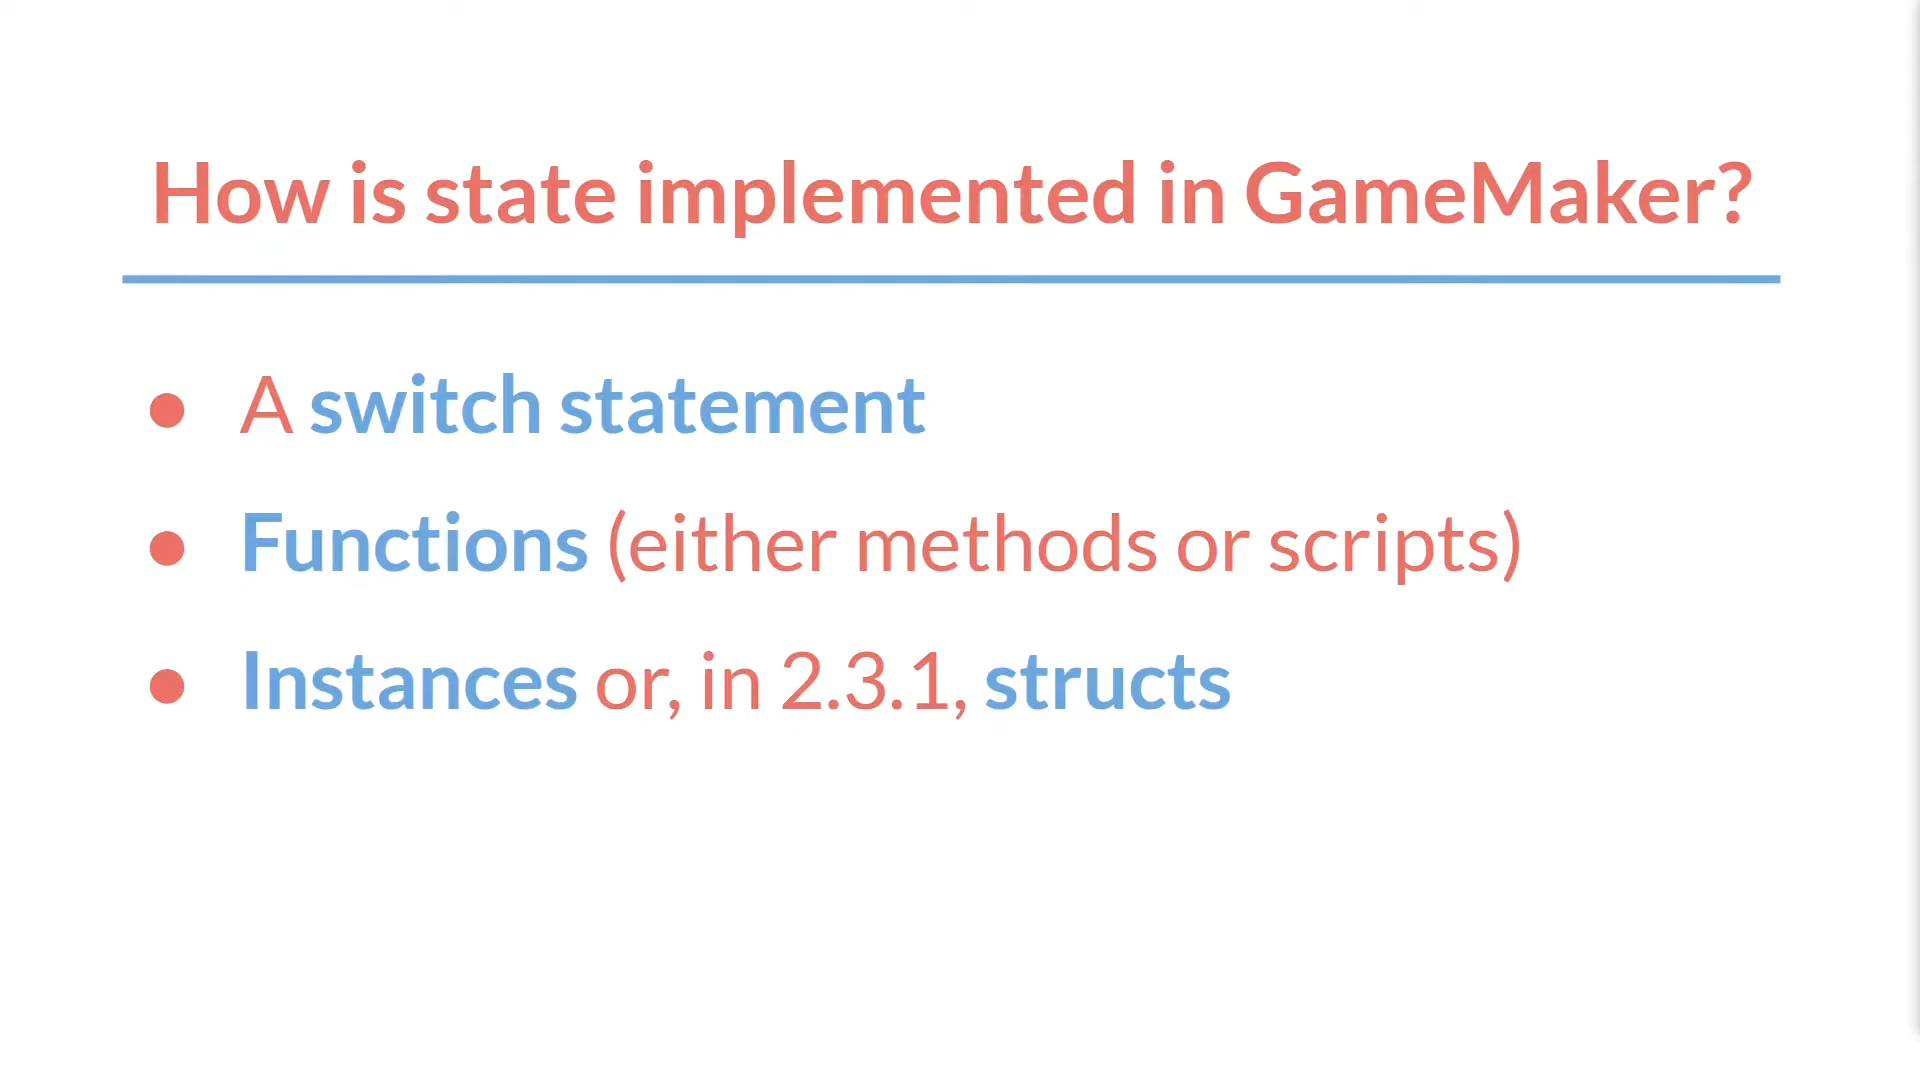 How is state implemented in GameMaker?
● A switch statement
● Functions (either methods or scripts)
● Instances or, in 2.3.1, structs